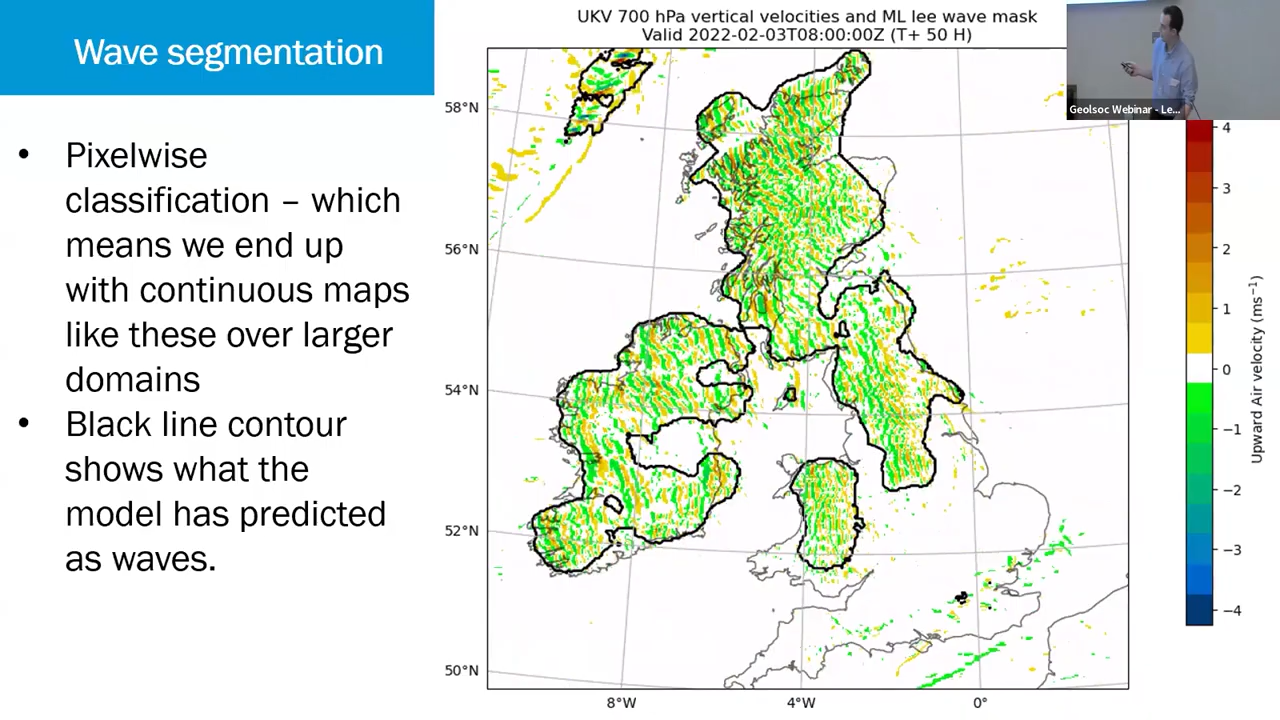 Wave segmentation
• Pixelwise
classification – which
means we end up
with continuous maps
like these over larger
domains
• Black line contour
shows what the
model has predicted
as waves.
UKV 700 hPa vertical velocities and ML lee wave mask
Valid 2022-02-03T08:00:00Z (T+ 50 H)
58°N
56°N
54°N
52°N
50°N
8°W
4°W
0°
Geolsoc Webinar - Le...
4
3
2
1
0
−1
−2
−3
−4
Upward Air velocity (ms⁻¹)